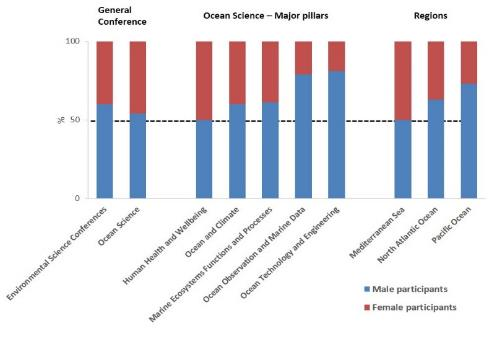 General
Conference
Ocean Science – Major pillars
Regions
100
%
50
0
Environmental Science Conferences
Ocean Science
Human Health and Wellbeing
Ocean and Climate
Marine Ecosystems Functions and Processes
Ocean Observation and Marine Data
Ocean Technology and Engineering
Mediterranean Sea
North Atlantic Ocean
Pacific Ocean
Male participants
Female participants